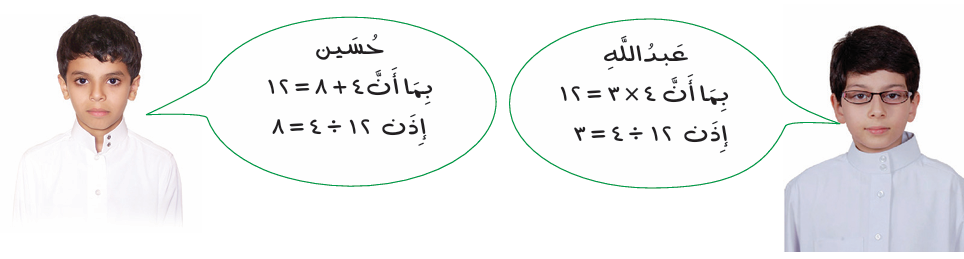 عَبدُاللَّهِ
بِمَا أَنَّ ٤ × ٣ = ١٢
إِذَن ١٢ ÷ ٤ = ٣
حُسَين
بِمَا أَنَّ ٤ + ٨ = ١٢
إِذَن ١٢ ÷ ٤ = ٨